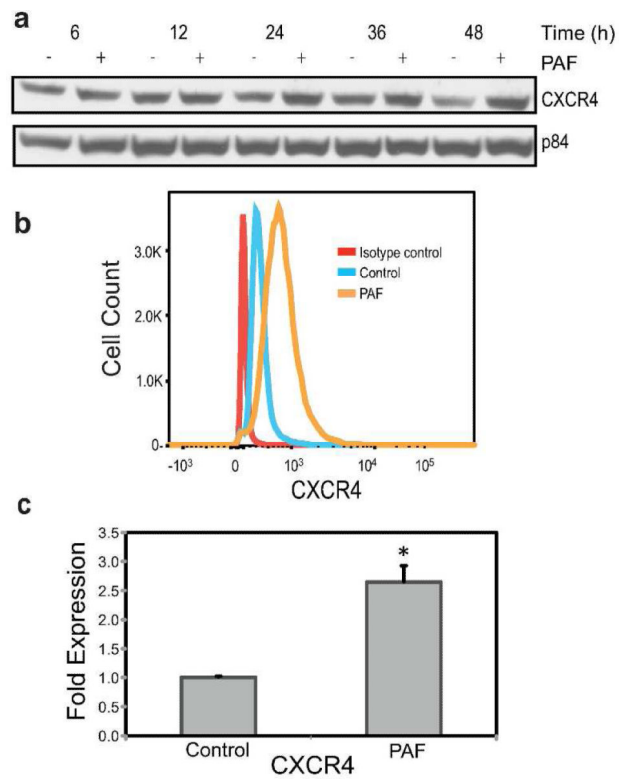 a
6 12 24 36 48 Time (h)
- + - + - + - + - + PAF
CXCR4
p84
b
Isotype control
Control
PAF
3.0K
2.0K
1.0K
0
Cell Count
-10³ 0 10³ 10⁴ 10⁵
CXCR4
c
3.5
3.0
2.5
2.0
1.5
1.0
0.5
0.0
Fold Expression
*
Control PAF
CXCR4